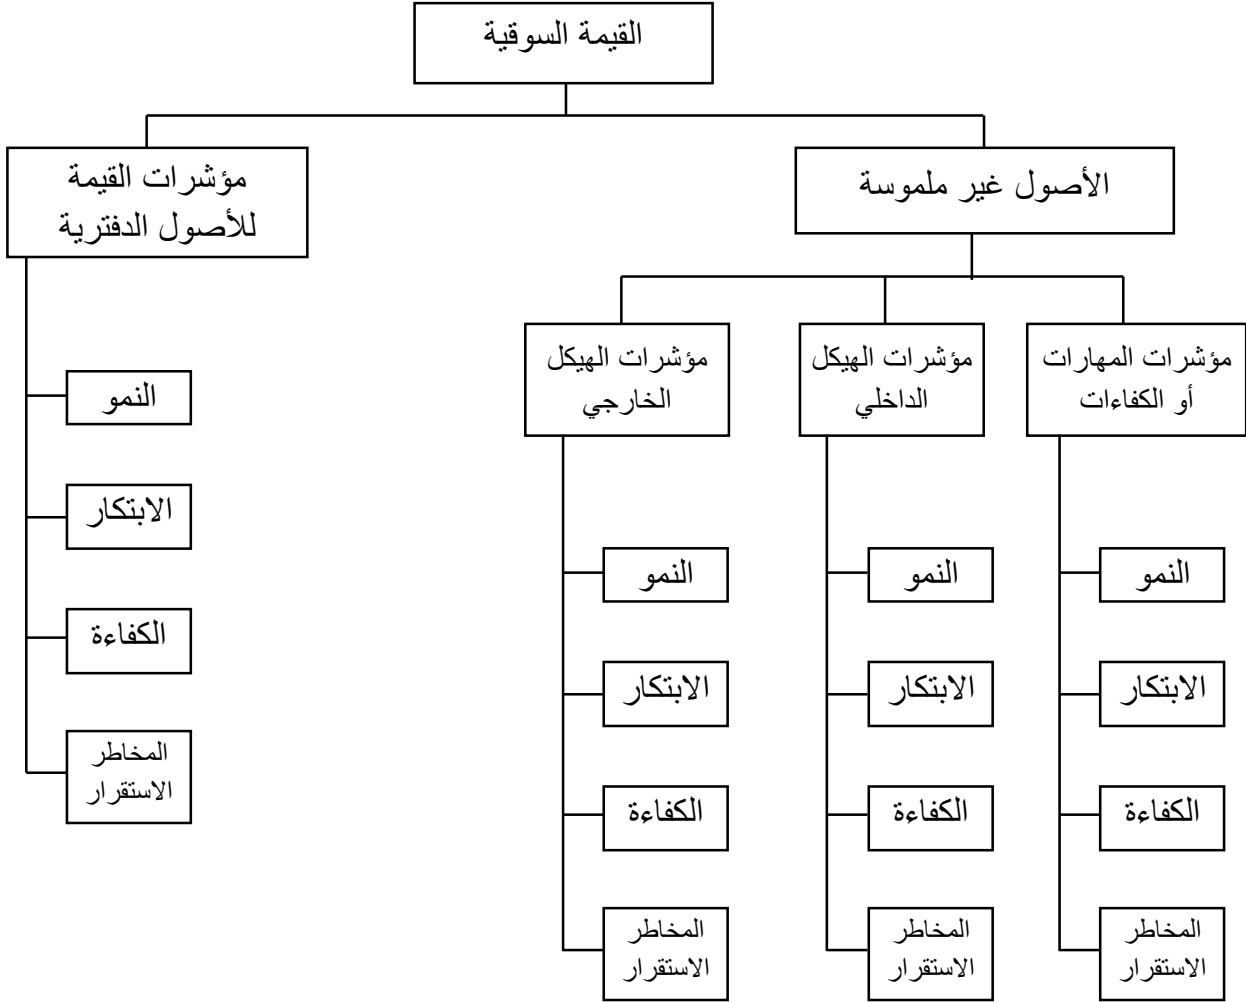 القيمة السوقية
الأصول غير ملموسة
مؤشرات القيمة
للأصول الدفترية
مؤشرات المهارات
أو الكفاءات
مؤشرات الهيكل
الداخلي
مؤشرات الهيكل
الخارجي
النمو
الابتكار
الكفاءة
المخاطر
الاستقرار
النمو
الابتكار
الكفاءة
المخاطر
الاستقرار
النمو
الابتكار
الكفاءة
المخاطر
الاستقرار
النمو
الابتكار
الكفاءة
المخاطر
الاستقرار